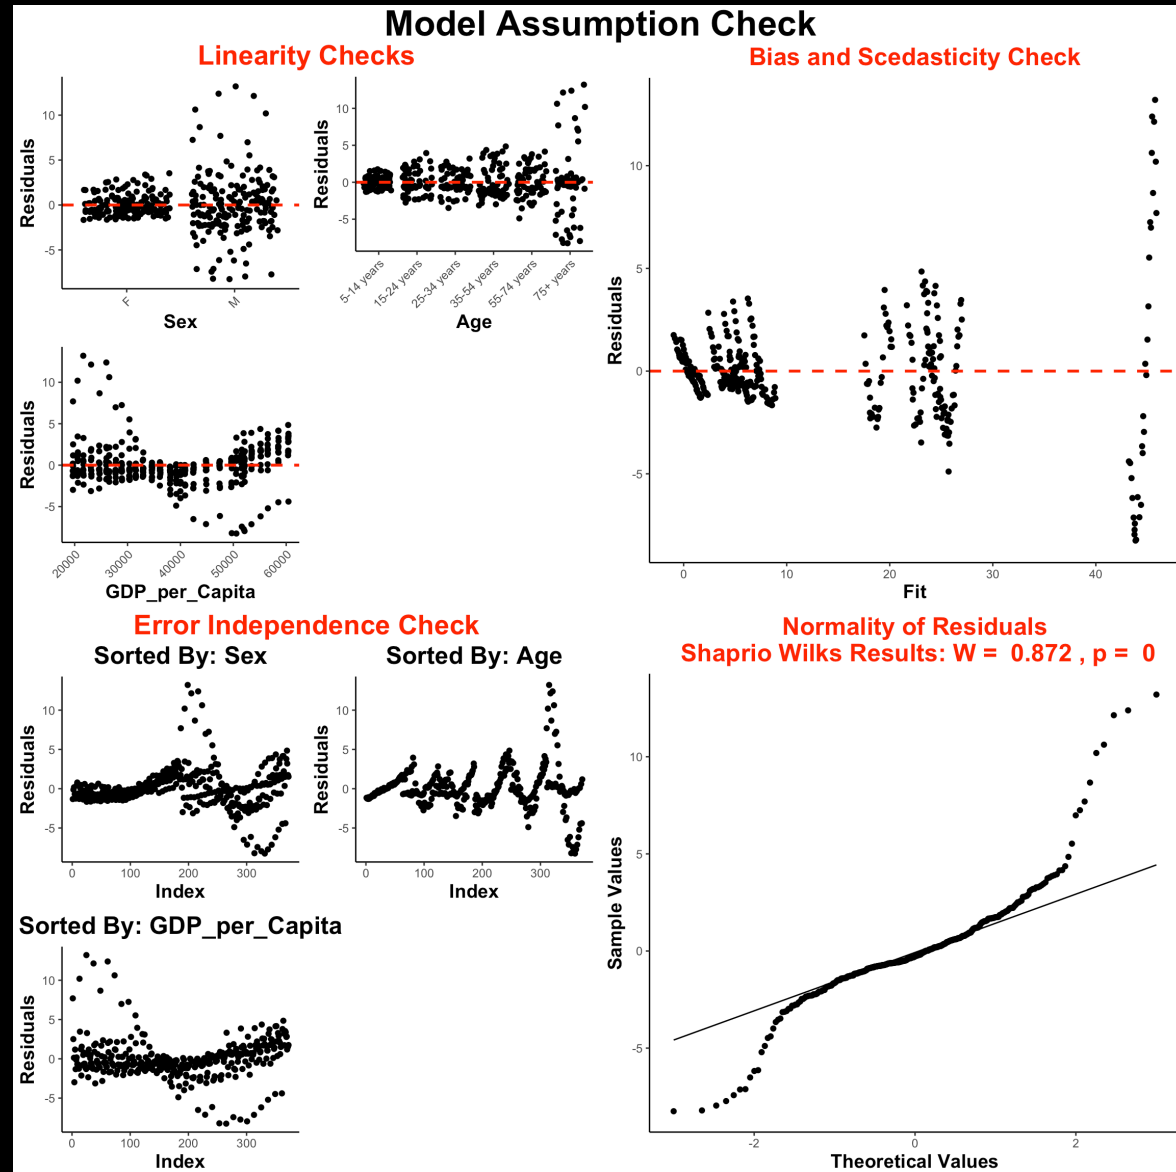 Model Assumption Check
Linearity Checks
Residuals
10
5
0
-5
F
M
Sex
Residuals
10
5
0
-5
5-14 years
15-24 years
25-34 years
35-54 years
55-74 years
75+ years
Age
Residuals
10
5
0
-5
20000
30000
40000
50000
60000
GDP_per_Capita
Bias and Scedasticity Check
Residuals
10
5
0
-5
0
10
20
30
40
Fit
Error Independence Check
Sorted By: Sex
Residuals
10
5
0
-5
0
100
200
300
Index
Sorted By: Age
Residuals
10
5
0
-5
0
100
200
300
Index
Sorted By: GDP_per_Capita
Residuals
10
5
0
-5
0
100
200
300
Index
Normality of Residuals
Shaprio Wilks Results: W = 0.872 , p = 0
Sample Values
10
5
0
-5
-2
0
2
Theoretical Values